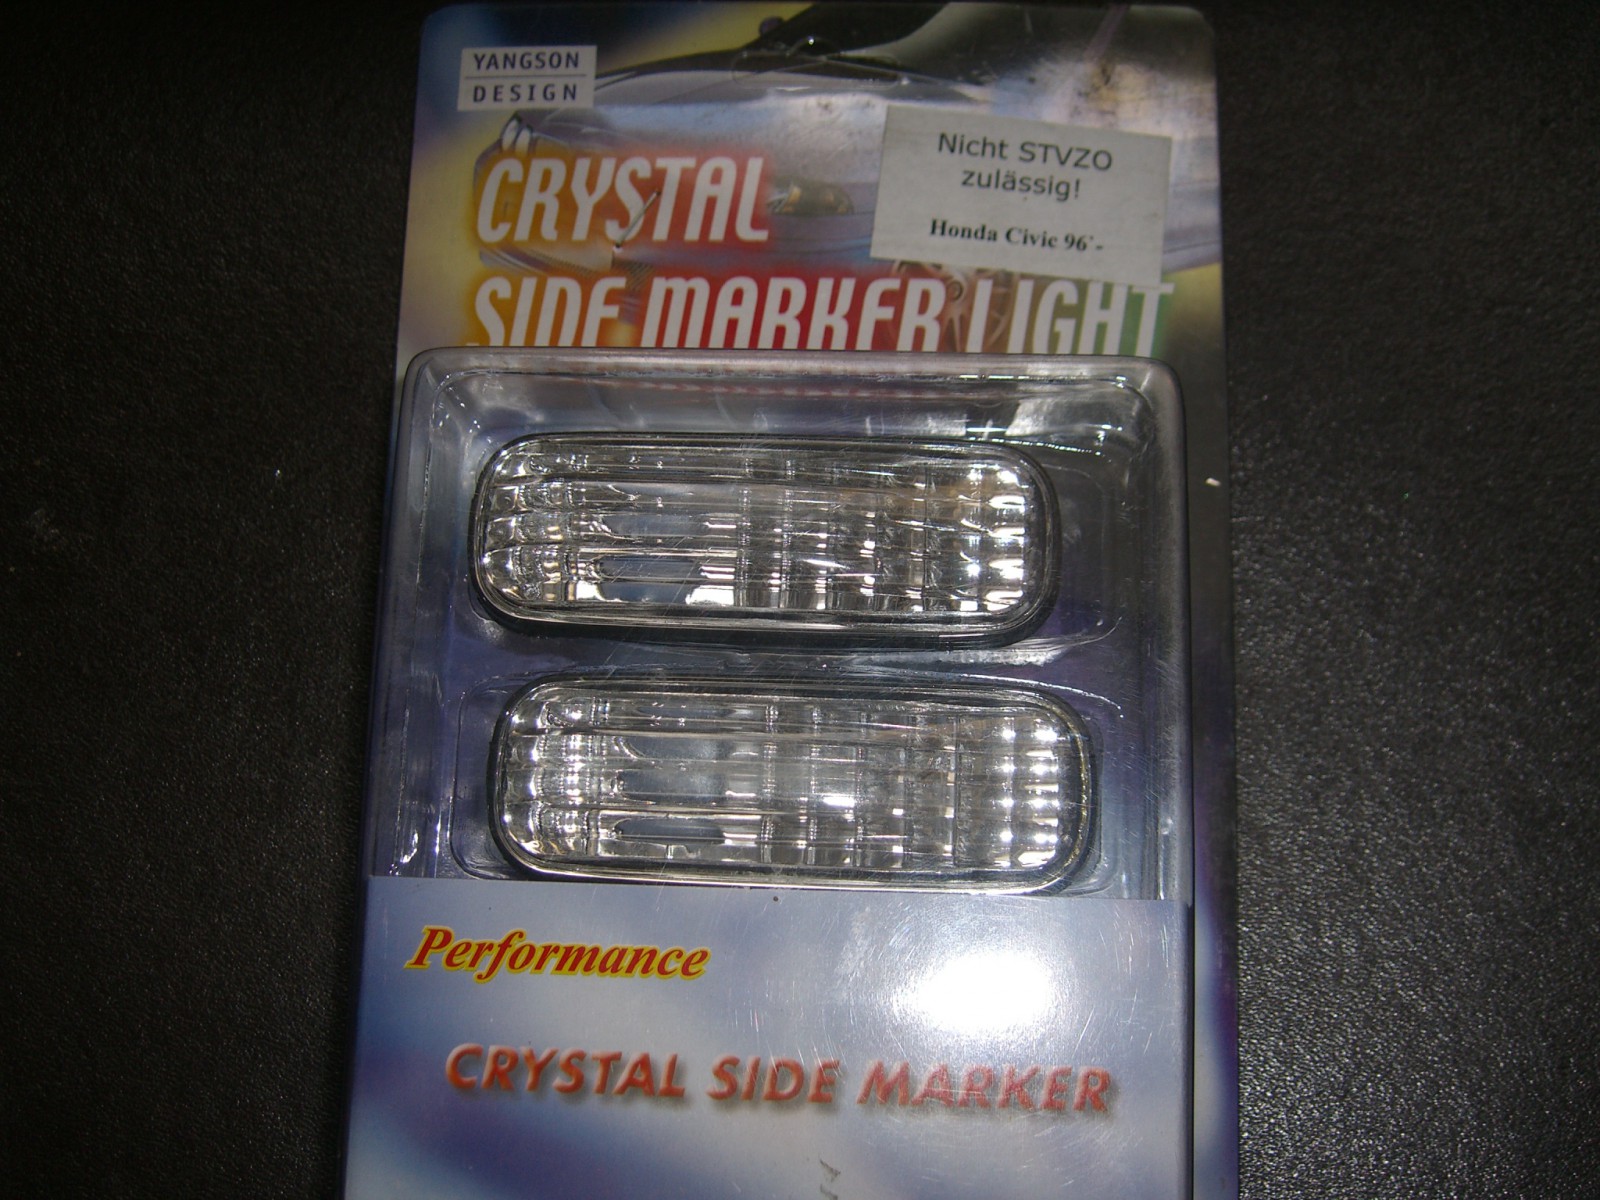 YANGSON
DESIGN
CRYSTAL
SIDE MARKER LIGHT
Nicht STVZO
zulässig!
Honda Civic 96'-
Performance
CRYSTAL SIDE MARKER